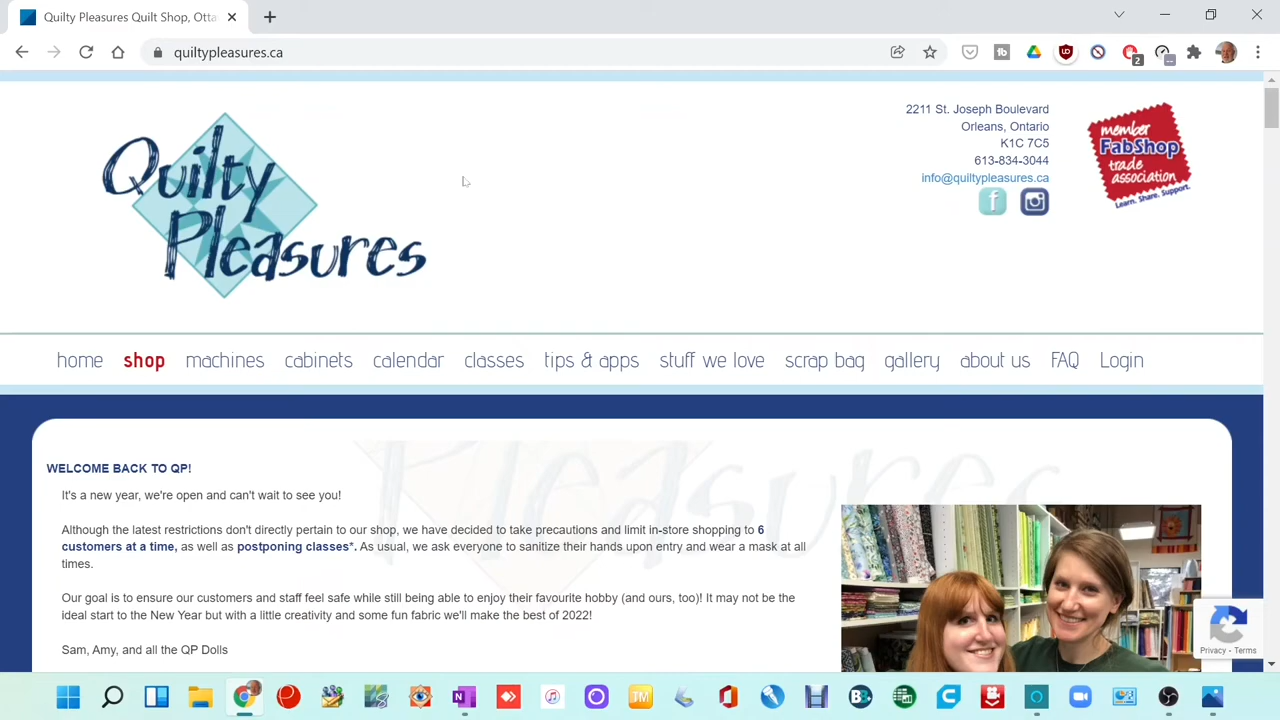 Quilty Pleasures Quilt Shop, Otta
quiltypleasures.ca
2
Quilty
Pleasures
2211 St. Joseph Boulevard
Orleans, Ontario
K1C 7C5
613-834-3044
info@quiltypleasures.ca
member
FabShop
trade
association
Learn. Share. Support.
home shop machines cabinets calendar classes tips & apps stuff we love scrap bag gallery about us FAQ Login
Pleasures
WELCOME BACK TO QP!
It's a new year, we're open and can't wait to see you!
Although the latest restrictions don't directly pertain to our shop, we have decided to take precautions and limit in-store shopping to 6
customers at a time, as well as postponing classes*. As usual, we ask everyone to sanitize their hands upon entry and wear a mask at all
times.
Our goal is to ensure our customers and staff feel safe while still being able to enjoy their favourite hobby (and ours, too)! It may not be the
ideal start to the New Year but with a little creativity and some fun fabric we'll make the best of 2022!
Sam, Amy, and all the QP Dolls
Privacy - Terms